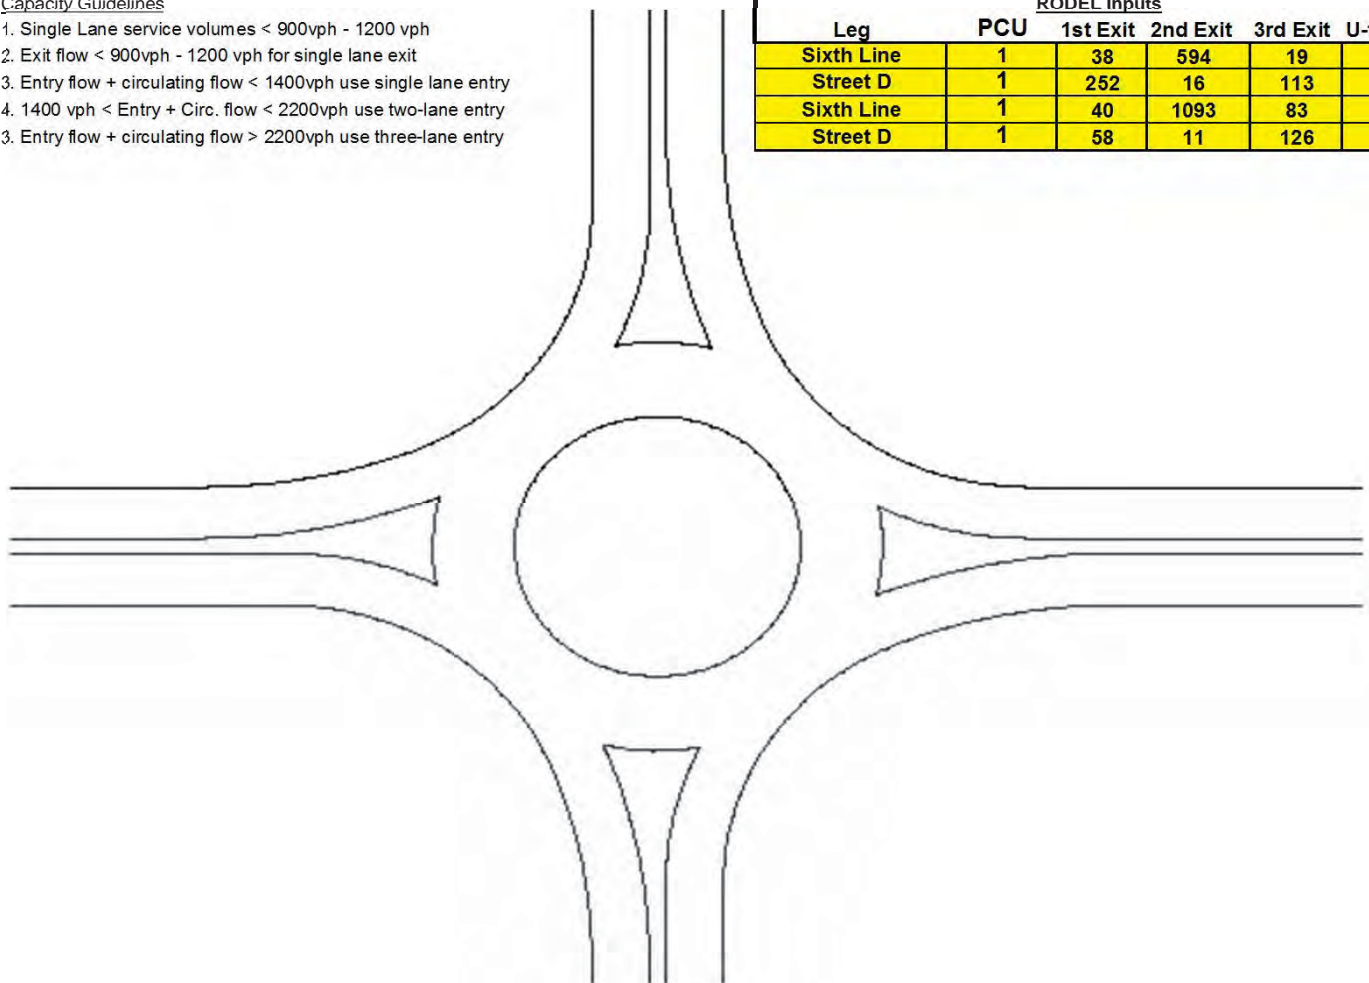 Capacity Guidelines
1. Single Lane service volumes < 900vph - 1200 vph
2. Exit flow < 900vph - 1200 vph for single lane exit
3. Entry flow + circulating flow < 1400vph use single lane entry
4. 1400 vph < Entry + Circ. flow < 2200vph use two-lane entry
3. Entry flow + circulating flow > 2200vph use three-lane entry
RODEL Inputs
Leg PCU 1st Exit 2nd Exit 3rd Exit U-
Sixth Line 1 38 594 19
Street D 1 252 16 113
Sixth Line 1 40 1093 83
Street D 1 58 11 126